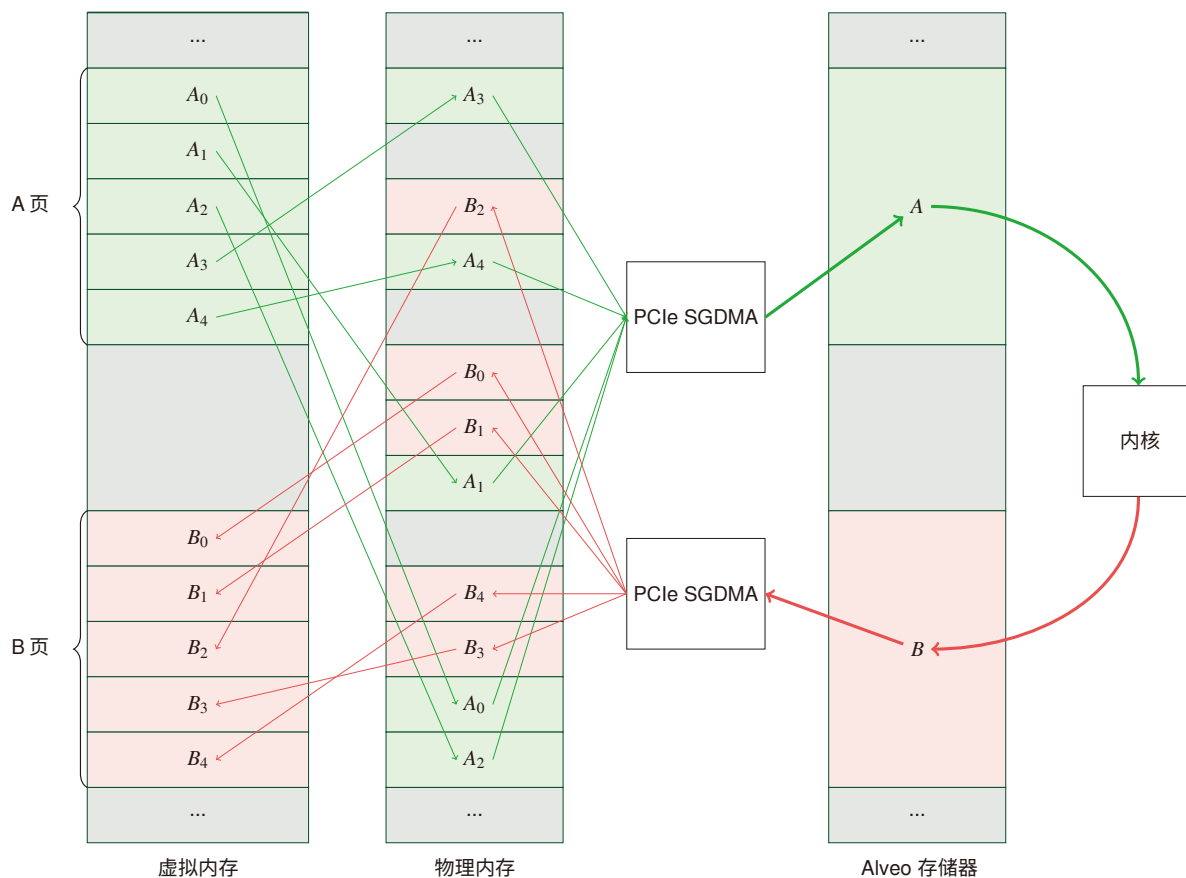 ...
A0
A1
A2
A3
A4
A 页
B0
B1
B2
B3
B4
B 页
...
虚拟内存
...
A3
B2
A4
B0
B1
A1
B4
B3
A0
A2
...
物理内存
PCIe SGDMA
PCIe SGDMA
...
A
B
...
Alveo 存储器
内核